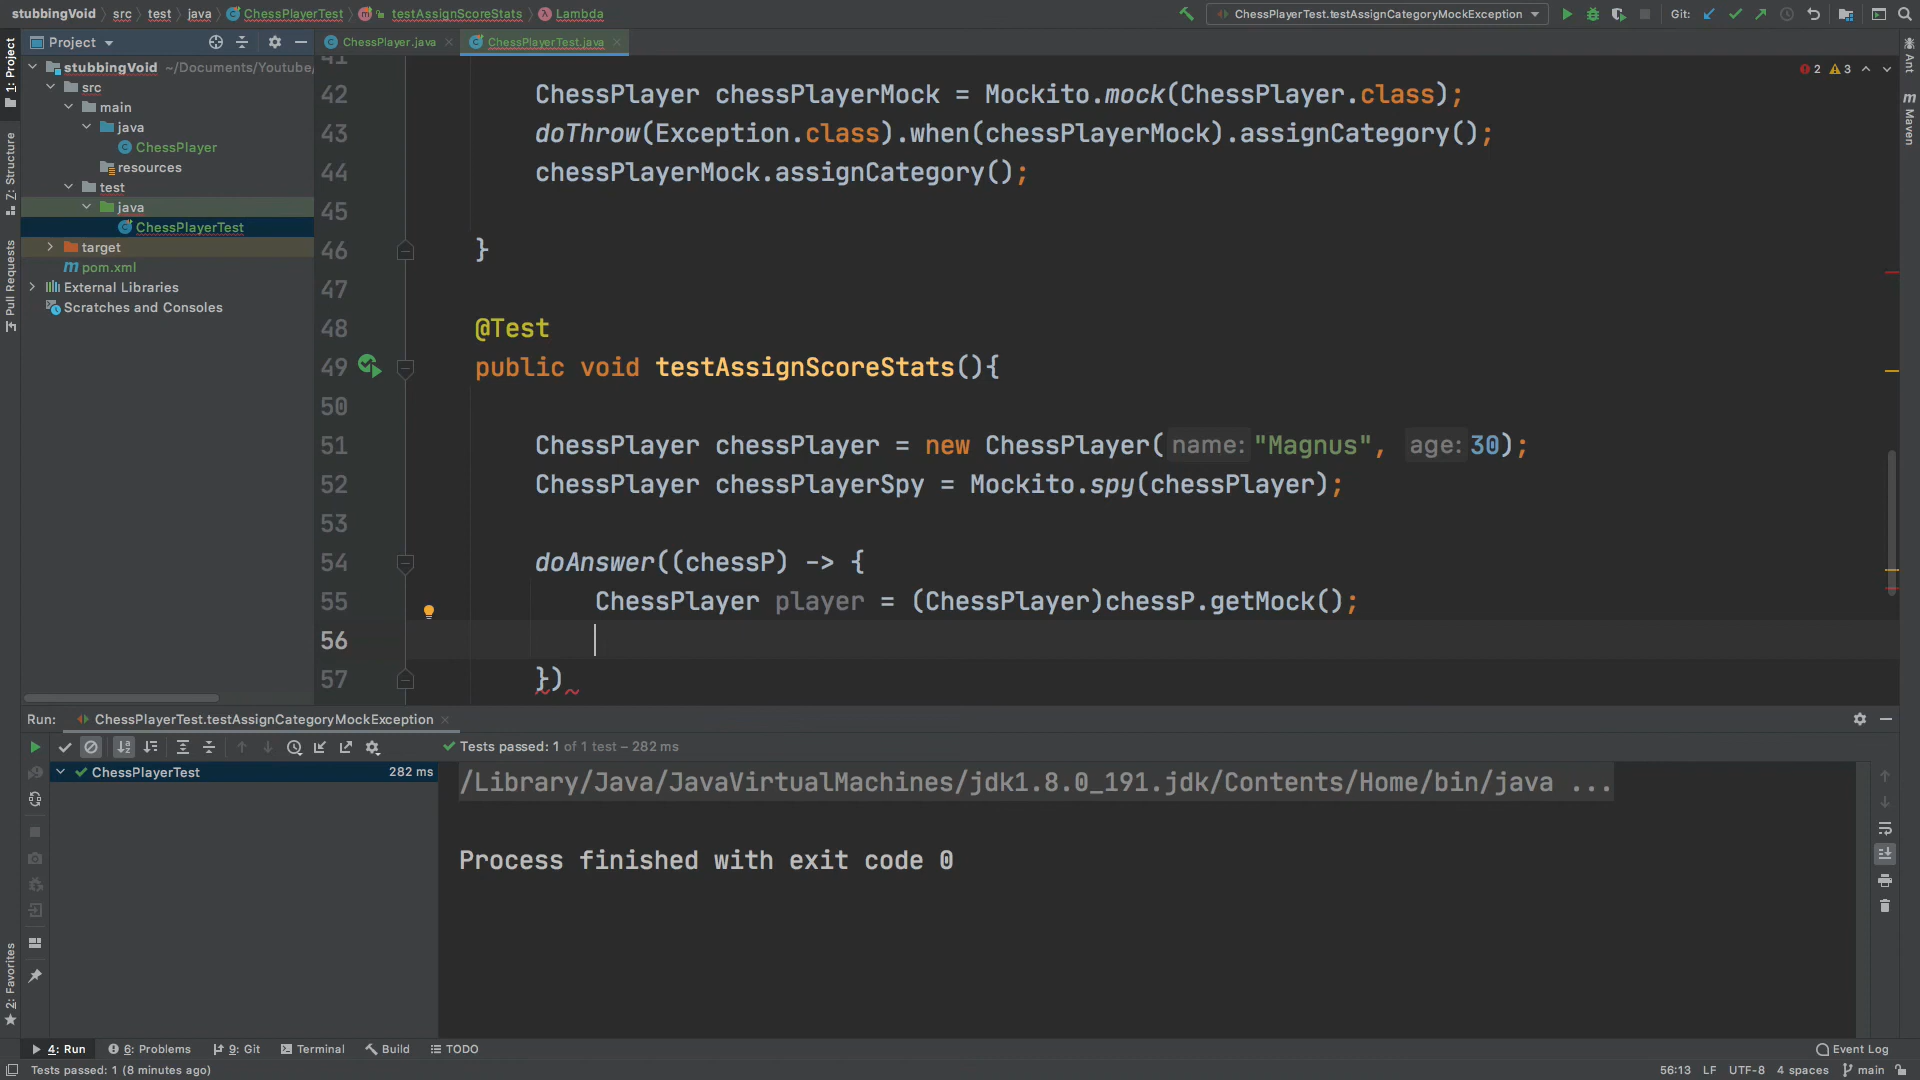 stubbingVoid src test java ChessPlayerTest testAssignScoreStats Lambda
ChessPlayerTest.testAssignCategoryMockException Git:
Project
ChessPlayer.java ChessPlayerTest.java
stubbingVoid ~/Documents/Youtube/
src
main
java
ChessPlayer
resources
test
java
ChessPlayerTest
target
pom.xml
External Libraries
Scratches and Consoles
1: Project
Z: Structure
Pull Requests
2: Favorites
Ant
Maven
2 3
41
42 ChessPlayer chessPlayerMock = Mockito.mock(ChessPlayer.class);
43 doThrow(Exception.class).when(chessPlayerMock).assignCategory();
44 chessPlayerMock.assignCategory();
45
46 }
47
48 @Test
49 public void testAssignScoreStats(){
50
51 ChessPlayer chessPlayer = new ChessPlayer( name: "Magnus", age: 30);
52 ChessPlayer chessPlayerSpy = Mockito.spy(chessPlayer);
53
54 doAnswer((chessP) -> {
55 ChessPlayer player = (ChessPlayer)chessP.getMock();
56
57 })
Run: ChessPlayerTest.testAssignCategoryMockException
Tests passed: 1 of 1 test – 282 ms
ChessPlayerTest 282 ms
/Library/Java/JavaVirtualMachines/jdk1.8.0_191.jdk/Contents/Home/bin/java ...
Process finished with exit code 0
4: Run 6: Problems 9: Git Terminal Build TODO Event Log
Tests passed: 1 (8 minutes ago) 56:13 LF UTF-8 4 spaces main